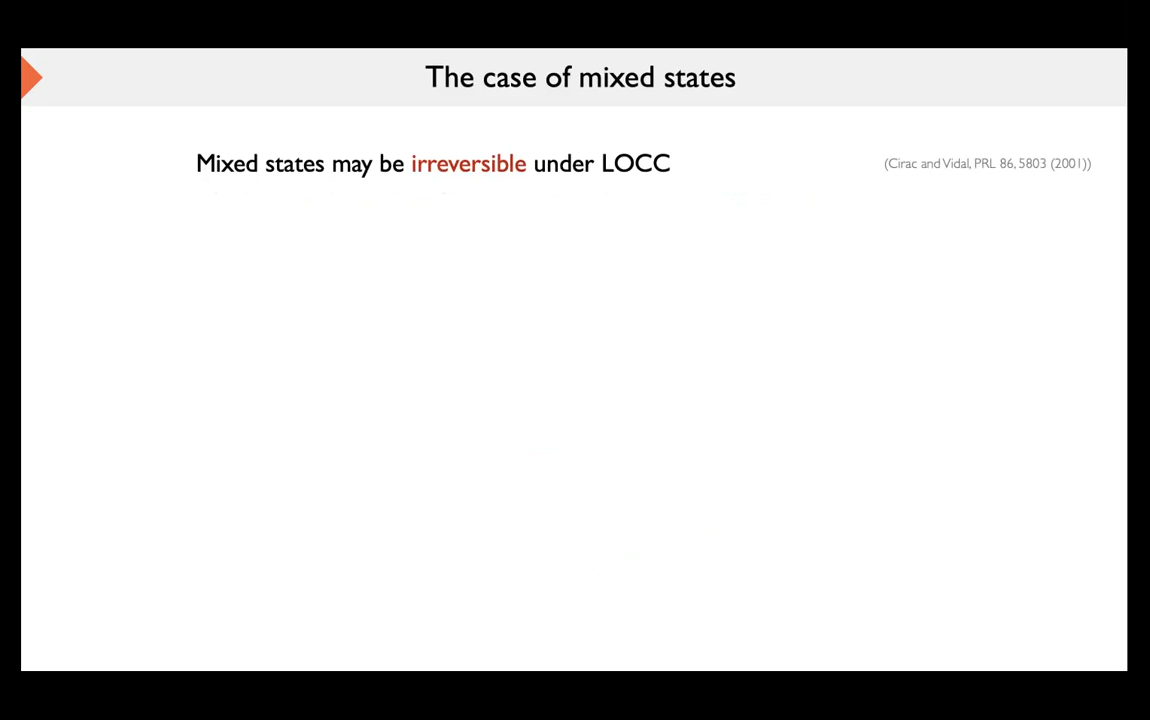 The case of mixed states
Mixed states may be irreversible under LOCC
(Cirac and Vidal, PRL 86, 5803 (2001))